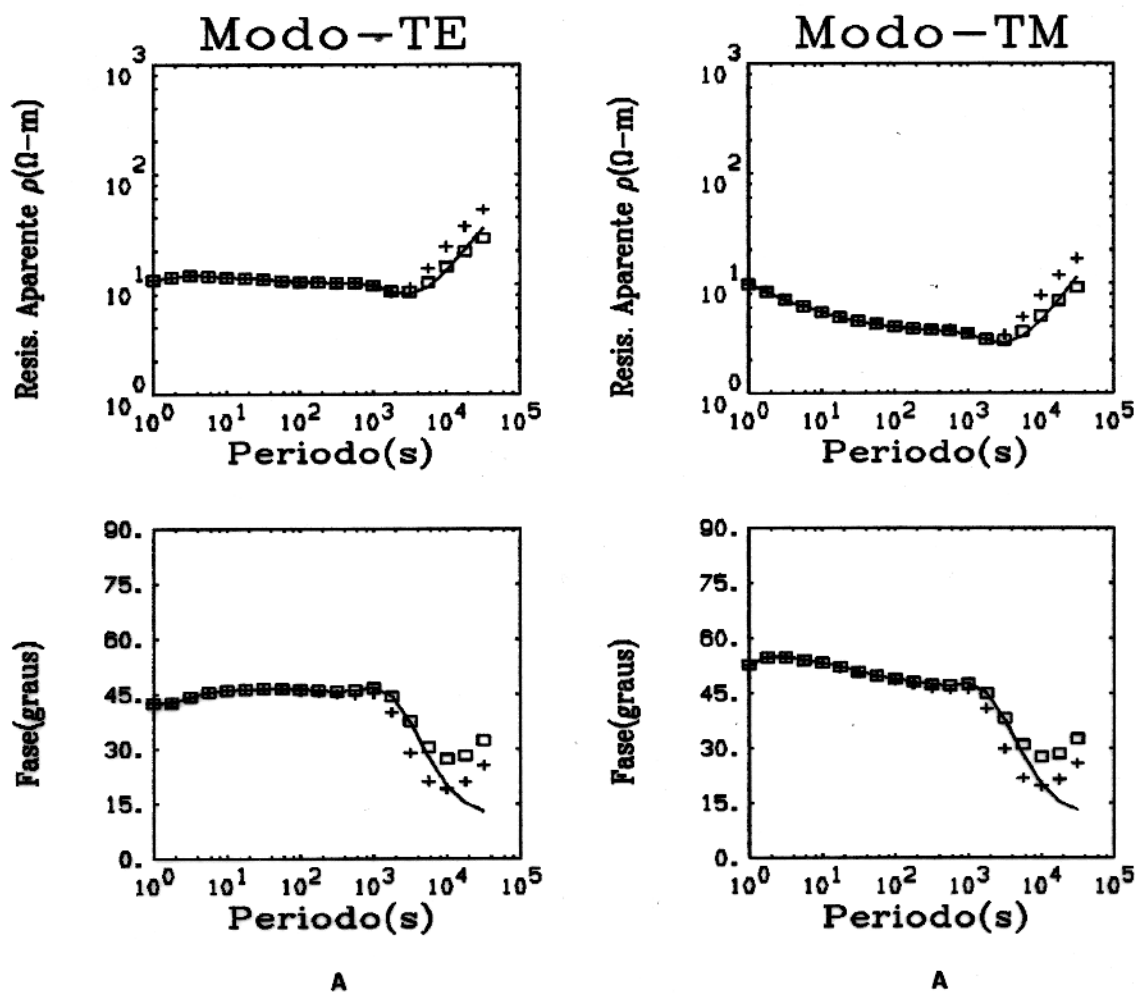 Modo-TE
Resis. Aparente ρ(Ω-m)
10³
10²
10¹
10⁰
10⁰ 10¹ 10² 10³ 10⁴ 10⁵
Periodo(s)
Modo-TM
Resis. Aparente ρ(Ω-m)
10³
10²
10¹
10⁰
10⁰ 10¹ 10² 10³ 10⁴ 10⁵
Periodo(s)
Fase(graus)
90.
75.
60.
45.
30.
15.
0.
10⁰ 10¹ 10² 10³ 10⁴ 10⁵
Periodo(s)
A
Fase(graus)
90.
75.
60.
45.
30.
15.
0.
10⁰ 10¹ 10² 10³ 10⁴ 10⁵
Periodo(s)
A